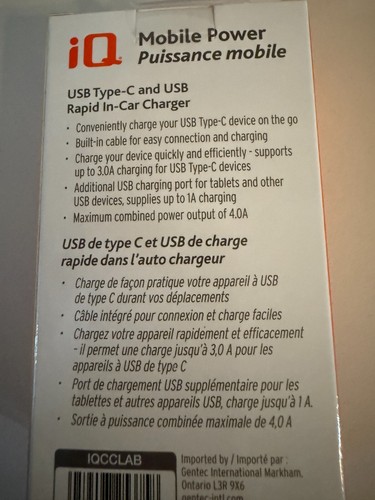 iQ Mobile Power
Puissance mobile
USB Type-C and USB
Rapid In-Car Charger
• Conveniently charge your USB Type-C device on the go
• Built-in cable for easy connection and charging
• Charge your device quickly and efficiently - supports
up to 3.0A charging for USB Type-C devices
• Additional USB charging port for tablets and other
USB devices, supplies up to 1A charging
• Maximum combined power output of 4.0A
USB de type C et USB de charge
rapide dans l'auto chargeur
• Charge de façon pratique votre appareil à USB
de type C durant vos déplacements
• Câble intégré pour connexion et charge faciles
• Chargez votre appareil rapidement et efficacement
- il permet une charge jusqu'à 3,0 A pour les
appareils à USB de type C
• Port de chargement USB supplémentaire pour les
tablettes et autres appareils USB, charge jusqu'à 1 A.
• Sortie à puissance combinée maximale de 4,0 A
IQCCLAB
Imported by / Importé par :
Gentec International Markham,
Ontario L3R 9X6
gentec-intl.com